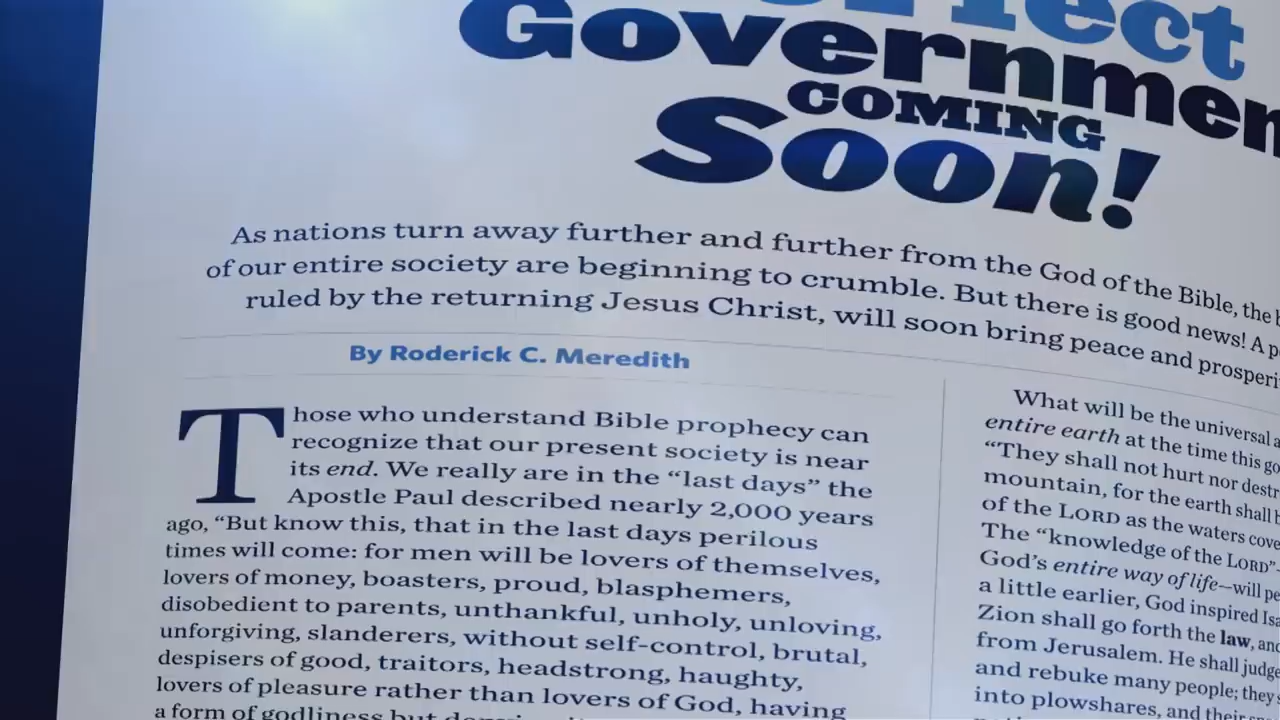 Government
COMING
Soon!
As nations turn away further and further from the God of the Bible, the
of our entire society are beginning to crumble. But there is good news! A
ruled by the returning Jesus Christ, will soon bring peace and
By Roderick C. Meredith
Those who understand Bible prophecy can
recognize that our present society is near
its end. We really are in the “last days” the
Apostle Paul described nearly 2,000 years
ago, “But know this, that in the last days perilous
times will come: for men will be lovers of themselves,
lovers of money, boasters, proud, blasphemers,
disobedient to parents, unthankful, unholy, unloving,
unforgiving, slanderers, without self-control, brutal,
despisers of good, traitors, headstrong, haughty,
lovers of pleasure rather than lovers of God, having
a form of godliness but
What will be the universal
entire earth at the time this
“They shall not hurt nor
mountain, for the earth shall
of the LORD as the waters
The “knowledge of the LORD”—
God’s entire way of life—will
a little earlier, God inspired
Zion shall go forth the law, and
from Jerusalem. He shall judge
and rebuke many people; they
into plowshares, and their